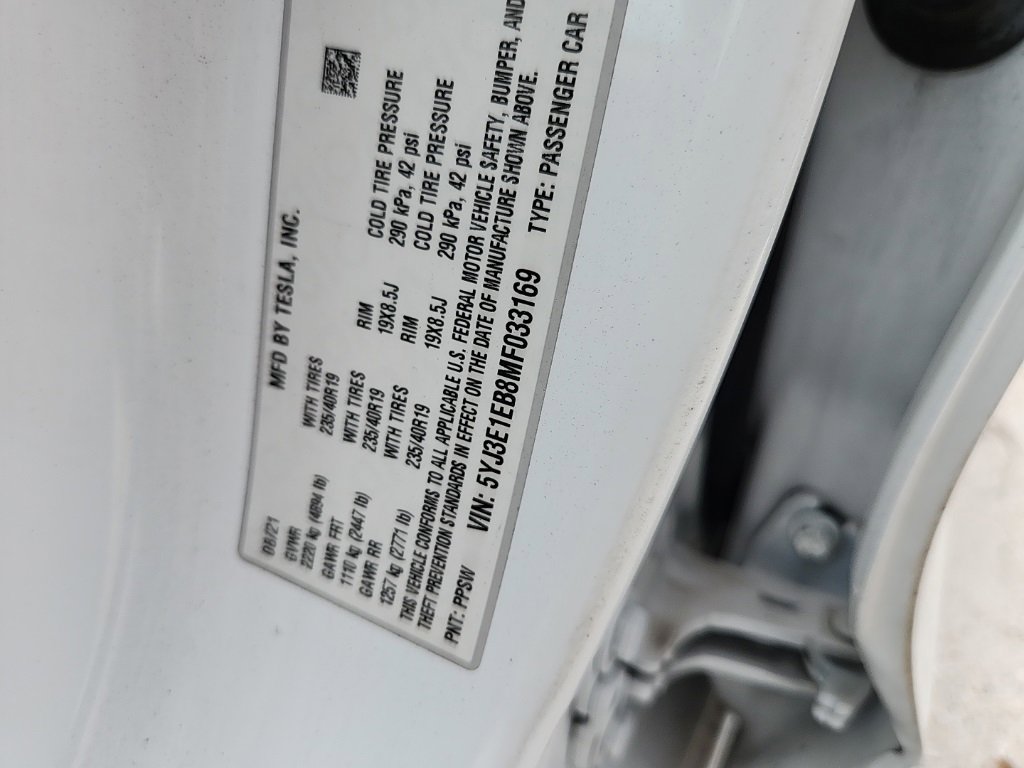 MFD BY TESLA, INC.
08/21
GVWR
2220 kg (4894 lb)
GAWR FRT WITH TIRES RIM COLD TIRE PRESSURE
1110 kg (2447 lb) 235/40R19 19X8.5J 290 kPa, 42 psi
GAWR RR WITH TIRES RIM COLD TIRE PRESSURE
1257 kg (2771 lb) 235/40R19 19X8.5J 290 kPa, 42 psi
WITH TIRES
235/40R19
THIS VEHICLE CONFORMS TO ALL APPLICABLE U.S. FEDERAL MOTOR VEHICLE SAFETY, BUMPER, AND
THEFT PREVENTION STANDARDS IN EFFECT ON THE DATE OF MANUFACTURE SHOWN ABOVE.
PNT: PPSW VIN: 5YJ3E1EB8MF033169 TYPE: PASSENGER CAR